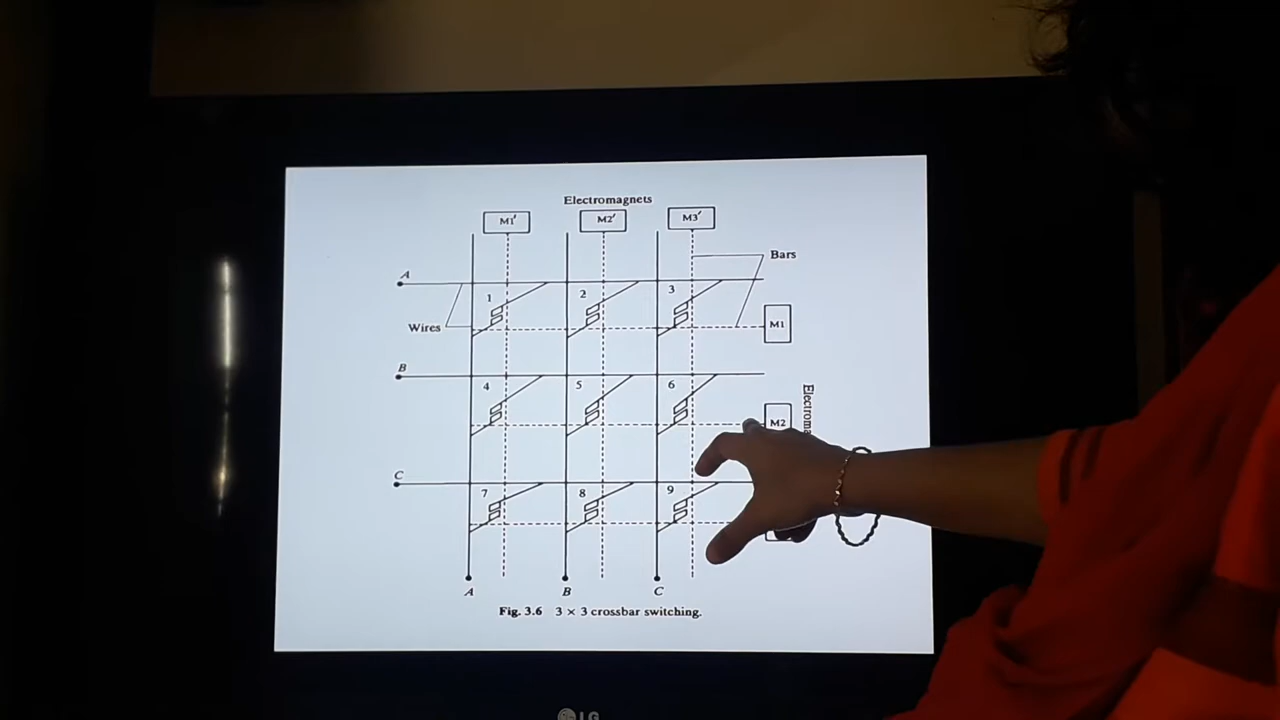 Electromagnets
M1′ M2′ M3′
Bars
A
1 2 3
Wires
M1
B
4 5 6
M2
C
7 8 9
A B C
Fig. 3.6 3 × 3 crossbar switching.
LG